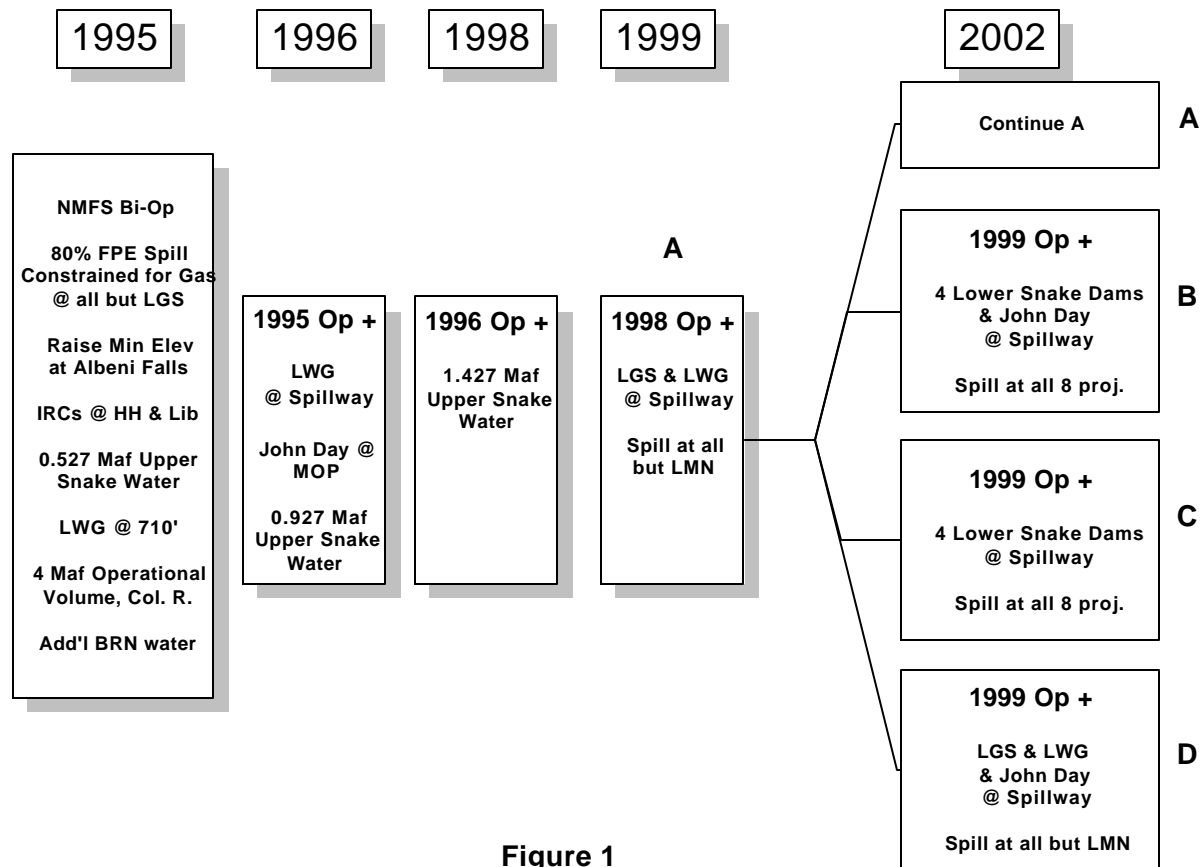 1995
1996
1998
1999
2002
NMFS Bi-Op
80% FPE Spill
Constrained for Gas
@ all but LGS
Raise Min Elev
at Albeni Falls
IRCs @ HH & Lib
0.527 Maf Upper
Snake Water
LWG @ 710'
4 Maf Operational
Volume, Col. R.
Add'l BRN water
1995 Op +
LWG
@ Spillway
John Day @
MOP
0.927 Maf
Upper Snake
Water
1996 Op +
1.427 Maf
Upper Snake
Water
A
1998 Op +
LGS & LWG
@ Spillway
Spill at all
but LMN
Continue A
A
1999 Op +
4 Lower Snake Dams
& John Day
@ Spillway
Spill at all 8 proj.
B
1999 Op +
4 Lower Snake Dams
@ Spillway
Spill at all 8 proj.
C
1999 Op +
LGS & LWG
& John Day
@ Spillway
Spill at all but LMN
D
Figure 1